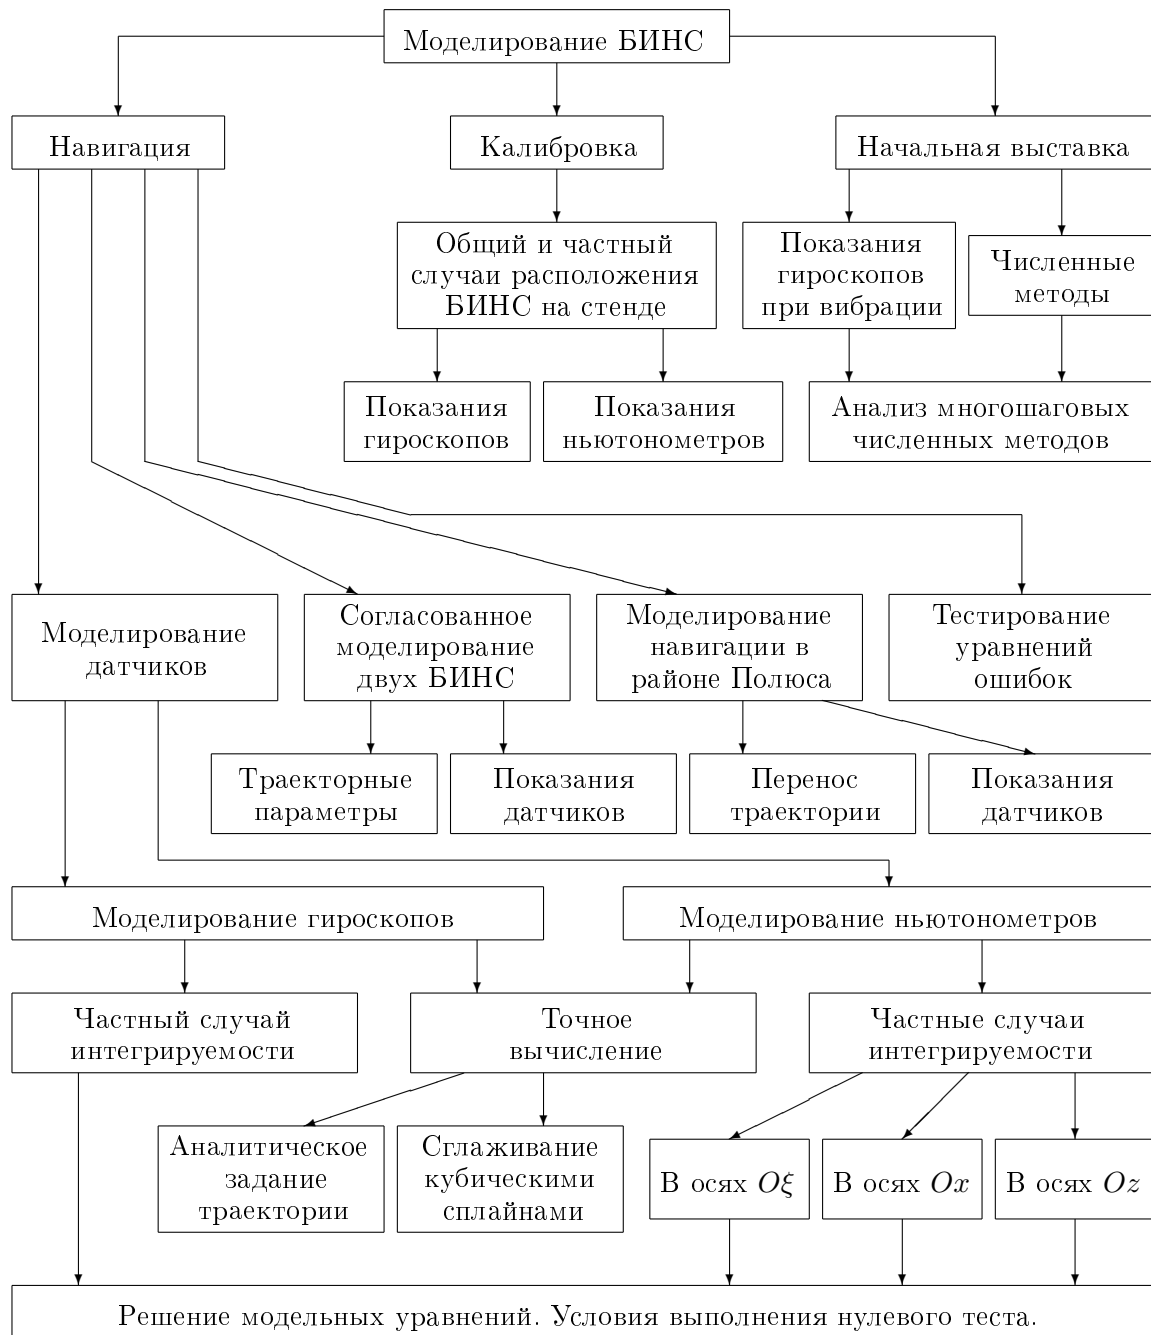 Моделирование БИНС
Навигация
Калибровка
Начальная выставка
Общий и частный
случаи расположения
БИНС на стенде
Показания
гироскопов
при вибрации
Численные
методы
Показания
гироскопов
Показания
ньютонометров
Анализ многошаговых
численных методов
Моделирование
датчиков
Согласованное
моделирование
двух БИНС
Моделирование
навигации в
районе Полюса
Тестирование
уравнений
ошибок
Траекторные
параметры
Показания
датчиков
Перенос
траектории
Показания
датчиков
Моделирование гироскопов
Моделирование ньютонометров
Частный случай
интегрируемости
Точное
вычисление
Частные случаи
интегрируемости
Аналитическое
задание
траектории
Сглаживание
кубическими
сплайнами
В осях Oξ
В осях Ox
В осях Oz
Решение модельных уравнений. Условия выполнения нулевого теста.